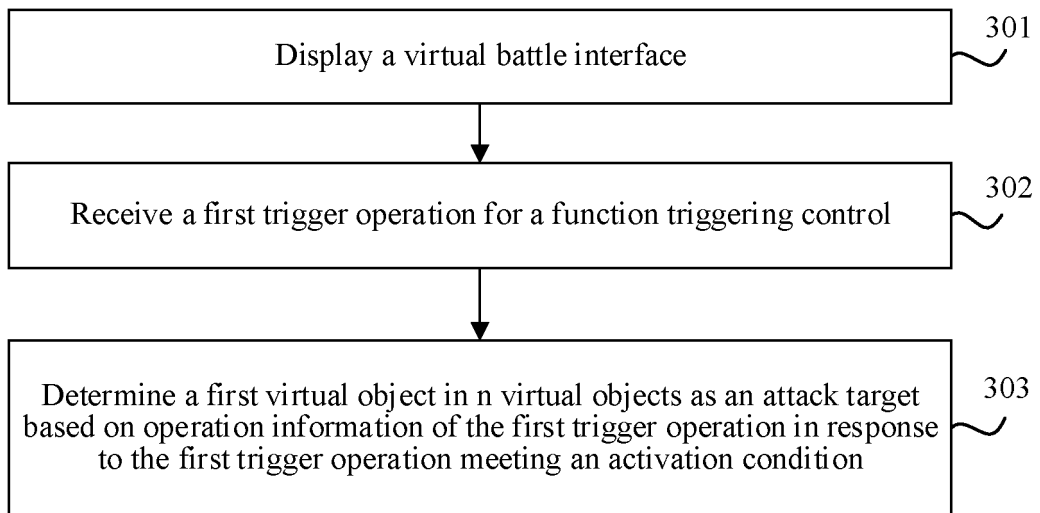 301
Display a virtual battle interface
302
Receive a first trigger operation for a function triggering control
303
Determine a first virtual object in n virtual objects as an attack target
based on operation information of the first trigger operation in response
to the first trigger operation meeting an activation condition